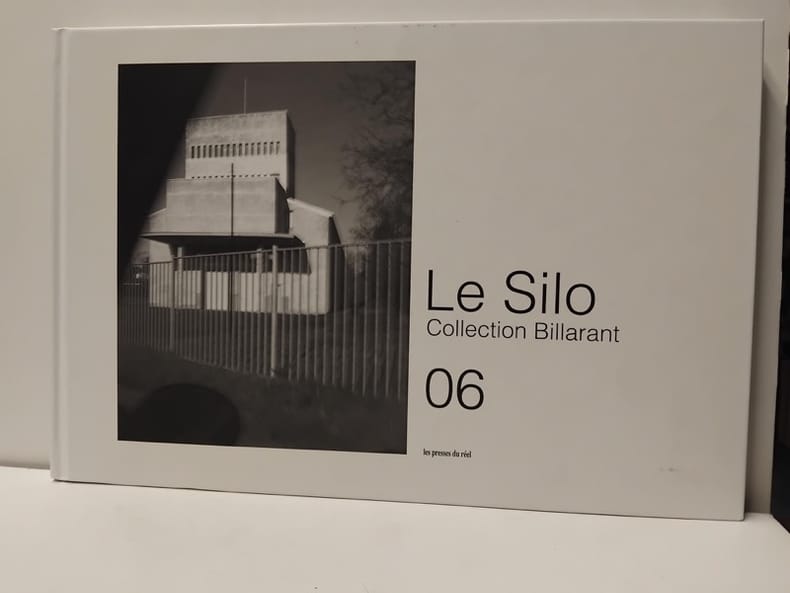 Le Silo
Collection Billarant
06
les presses du réel